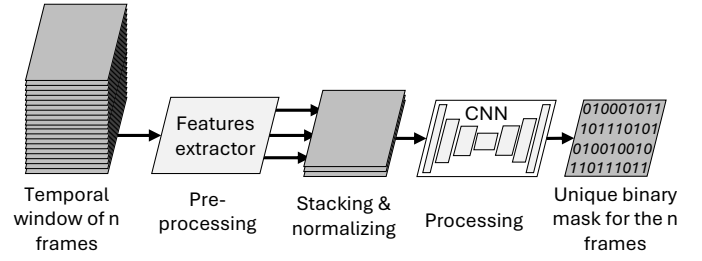 CNN
010001011
101110101
010010010
110111011
Features
extractor
Temporal
window of n
frames
Pre-
processing
Stacking &
normalizing
Processing
Unique binary
mask for the n
frames